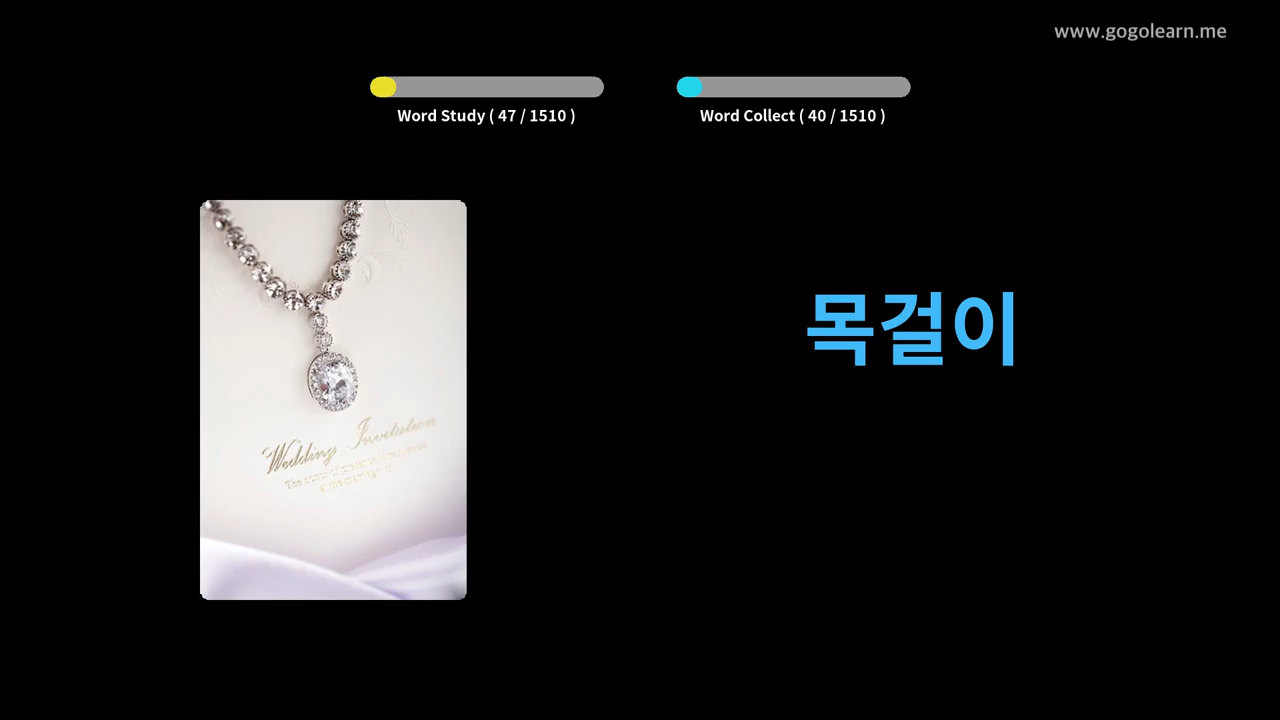 www.gogolearn.me
Word Study ( 47 / 1510 )
Word Collect ( 40 / 1510 )
목걸이
Wedding Invitation